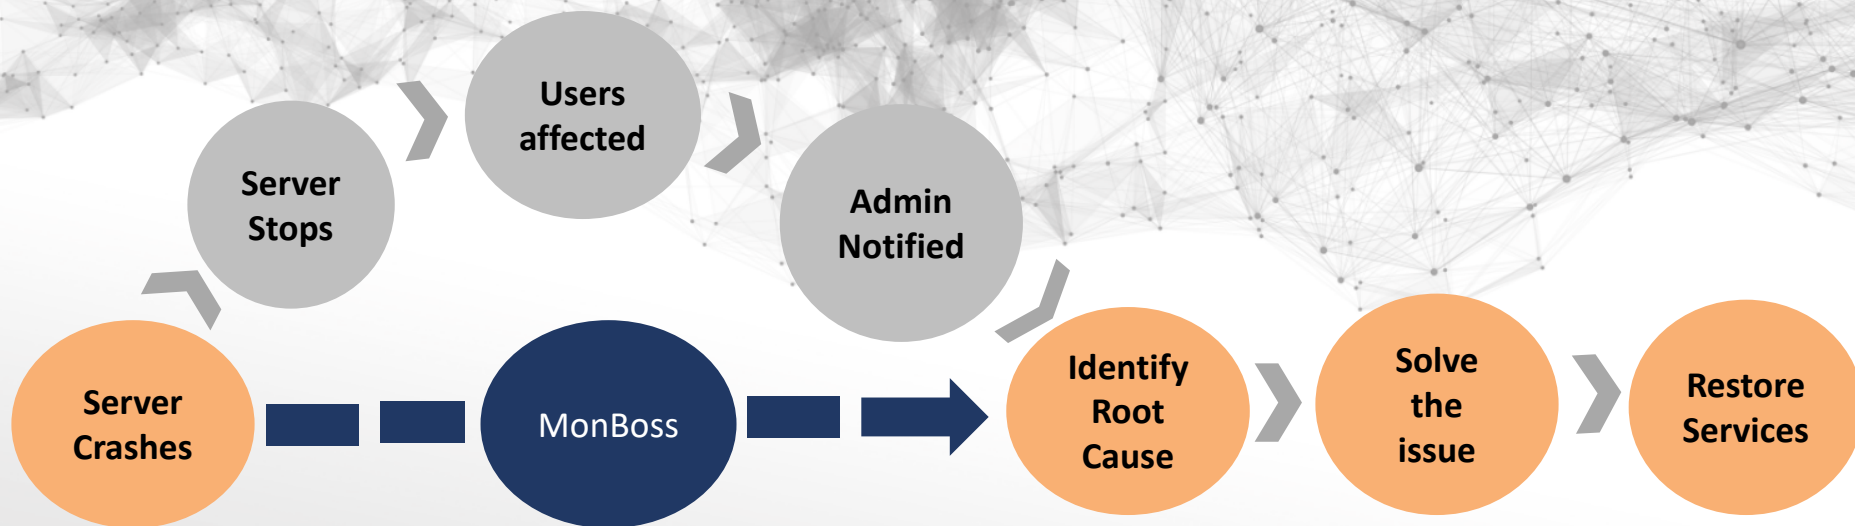 Users
affected
Server
Stops
Admin
Notified
Server
Crashes
MonBoss
Identify
Root
Cause
Solve
the
issue
Restore
Services